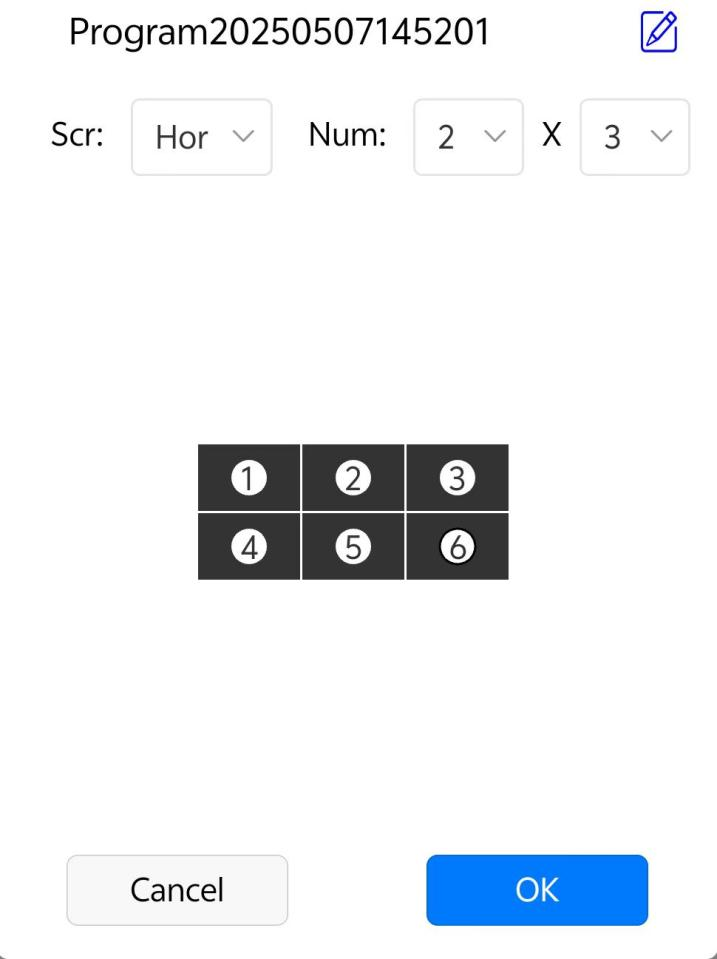 Program20250507145201
Scr: Hor Num: 2 X 3
① ② ③
④ ⑤ ⑥
Cancel OK